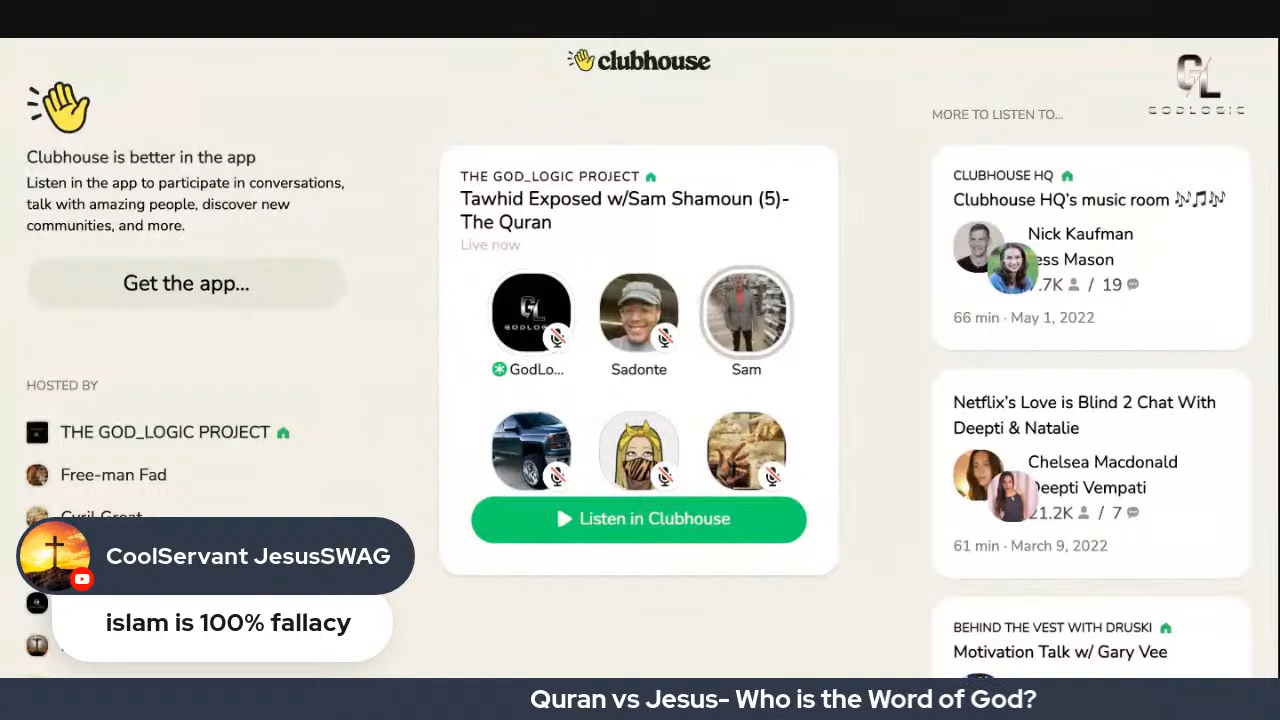 clubhouse
GL
GODLOGIC
Clubhouse is better in the app
Listen in the app to participate in conversations,
talk with amazing people, discover new
communities, and more.
Get the app...
HOSTED BY
THE GOD_LOGIC PROJECT
Free-man Fad
Cyril Great
CoolServant JesusSWAG
islam is 100% fallacy
THE GOD_LOGIC PROJECT
Tawhid Exposed w/Sam Shamoun (5)-
The Quran
Live now
GL
GODLOGIC
GodLo...
Sadonte
Sam
Listen in Clubhouse
MORE TO LISTEN TO...
CLUBHOUSE HQ
Clubhouse HQ's music room
Nick Kaufman
ess Mason
7.7K / 19
66 min · May 1, 2022
Netflix's Love is Blind 2 Chat With
Deepti & Natalie
Chelsea Macdonald
Deepti Vempati
21.2K / 7
61 min · March 9, 2022
BEHIND THE VEST WITH DRUSKI
Motivation Talk w/ Gary Vee
Quran vs Jesus- Who is the Word of God?